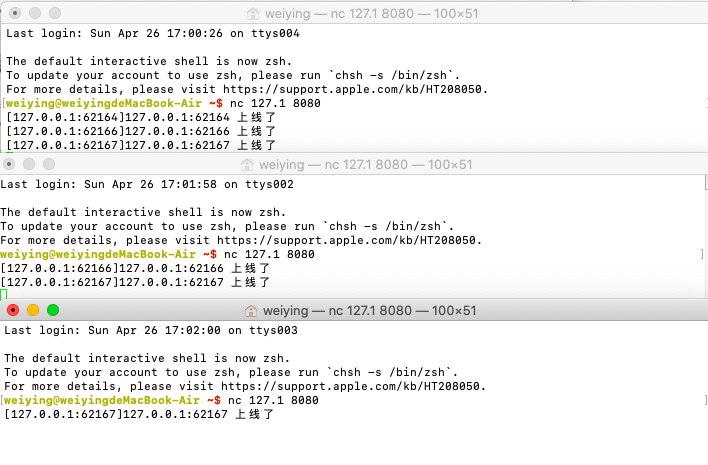 weiying — nc 127.1 8080 — 100×51
Last login: Sun Apr 26 17:00:26 on ttys004
The default interactive shell is now zsh.
To update your account to use zsh, please run `chsh -s /bin/zsh`.
For more details, please visit https://support.apple.com/kb/HT208050.
[weiying@weiyingdeMacBook-Air ~$ nc 127.1 8080 ]
[127.0.0.1:62164]127.0.0.1:62164 上线了
[127.0.0.1:62166]127.0.0.1:62166 上线了
[127.0.0.1:62167]127.0.0.1:62167 上线了
weiying — nc 127.1 8080 — 100×51
Last login: Sun Apr 26 17:01:58 on ttys002
The default interactive shell is now zsh.
To update your account to use zsh, please run `chsh -s /bin/zsh`.
For more details, please visit https://support.apple.com/kb/HT208050.
weiying@weiyingdeMacBook-Air ~$ nc 127.1 8080 ]
[127.0.0.1:62166]127.0.0.1:62166 上线了
[127.0.0.1:62167]127.0.0.1:62167 上线了
weiying — nc 127.1 8080 — 100×51
Last login: Sun Apr 26 17:02:00 on ttys003
The default interactive shell is now zsh.
To update your account to use zsh, please run `chsh -s /bin/zsh`.
For more details, please visit https://support.apple.com/kb/HT208050.
[weiying@weiyingdeMacBook-Air ~$ nc 127.1 8080 ]
[127.0.0.1:62167]127.0.0.1:62167 上线了